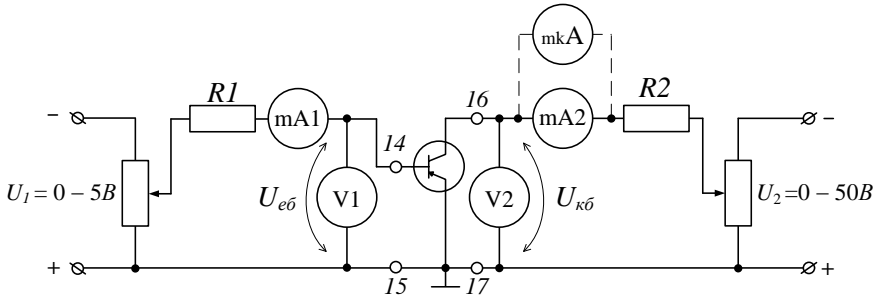 mkA
R1
16
R2
−
mA1
14
mA2
−
U1 = 0 – 5B
Uеб
V1
V2
Uкб
U2 =0 – 50B
+
15
17
+